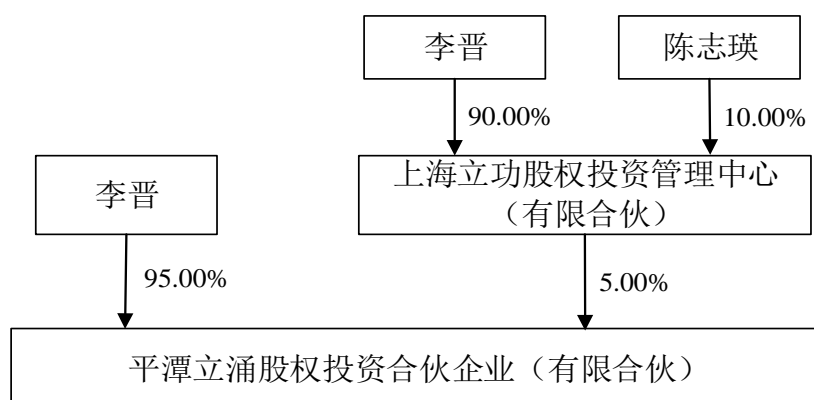 李晋
陈志瑛
90.00%
10.00%
李晋
上海立功股权投资管理中心
（有限合伙）
95.00%
5.00%
平潭立涌股权投资合伙企业（有限合伙）